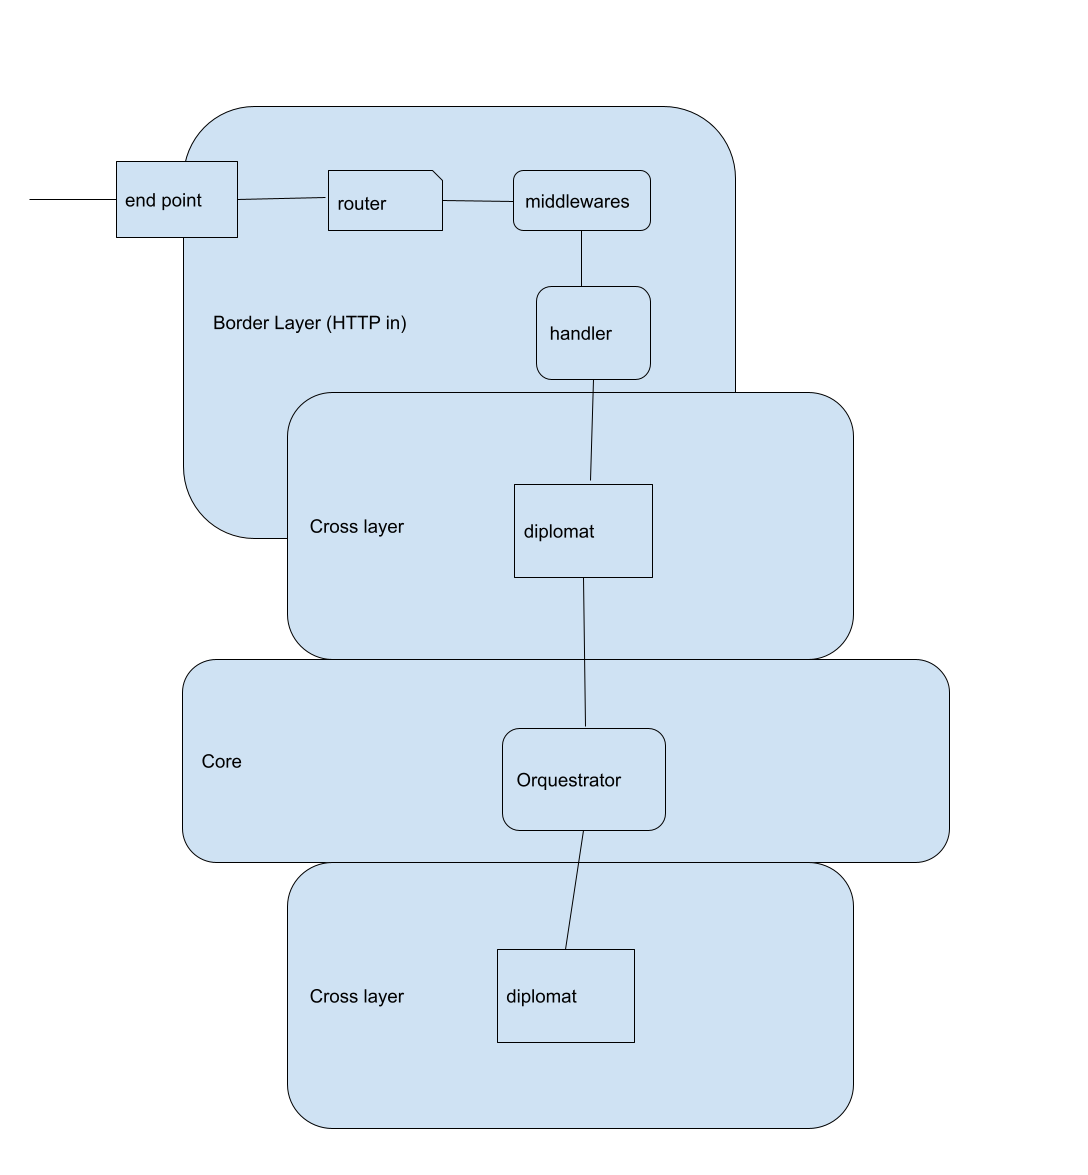 end point
router
middlewares
Border Layer (HTTP in)
handler
Cross layer
diplomat
Core
Orquestrator
Cross layer
diplomat